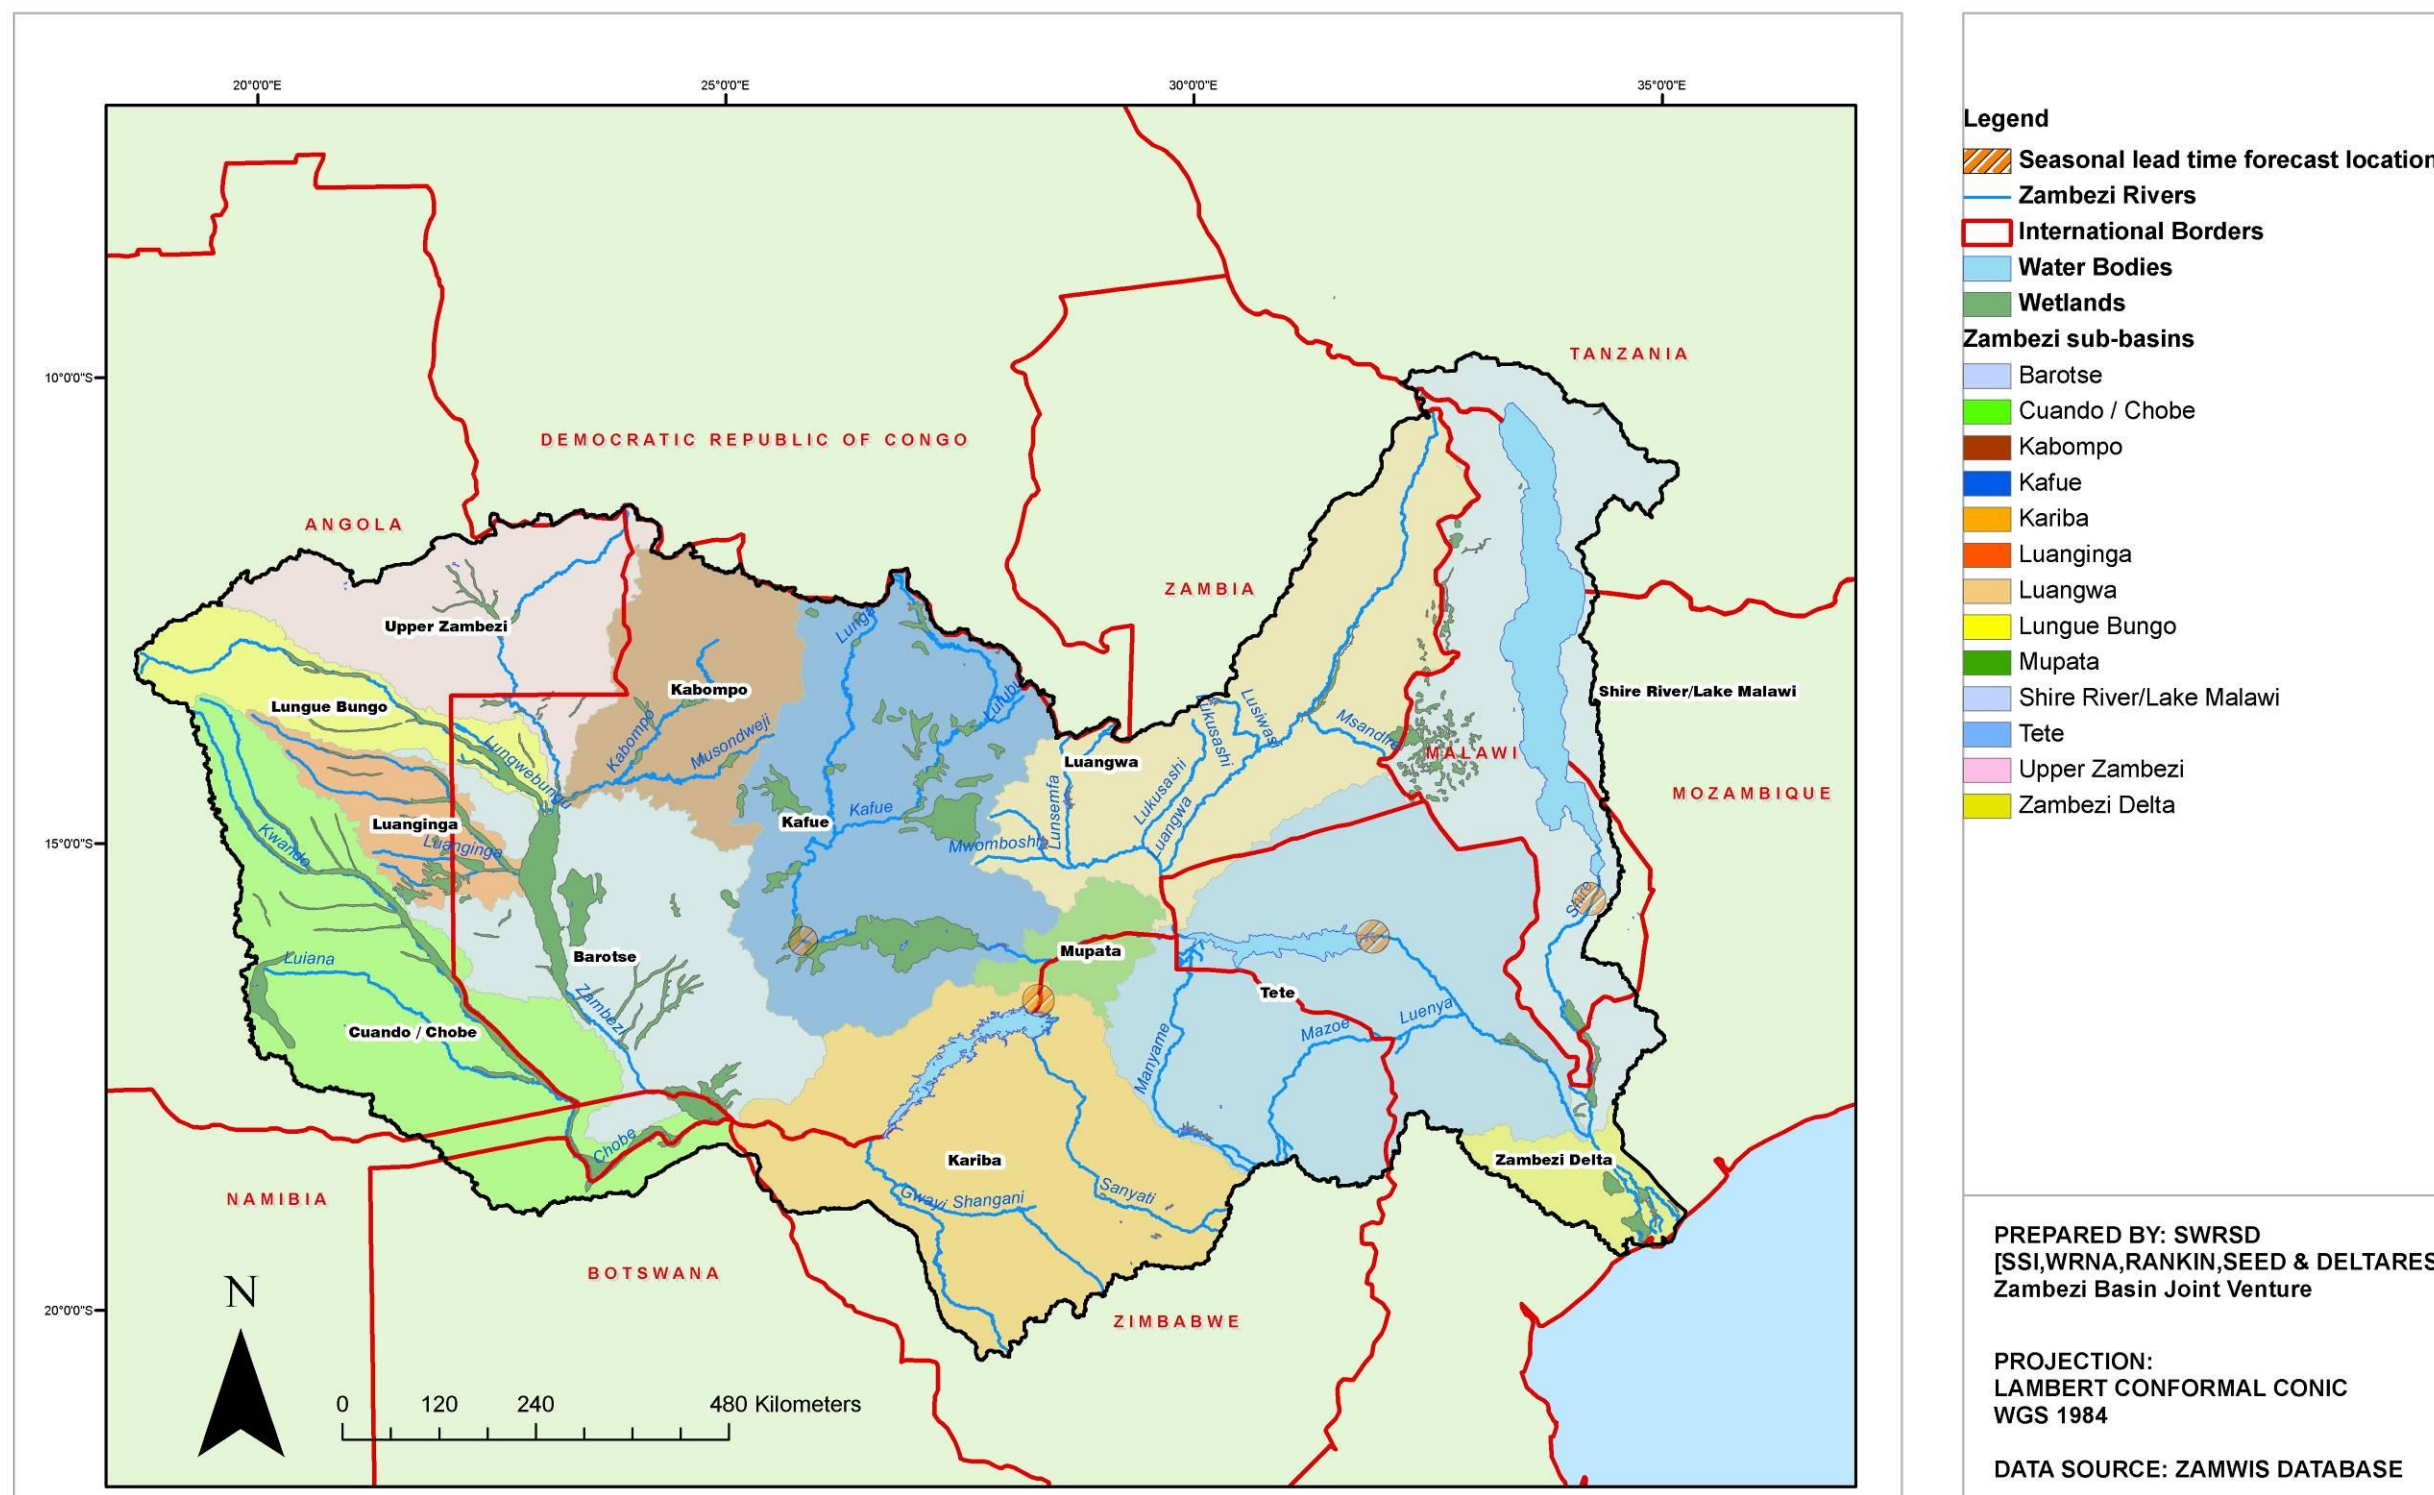 20°0'0"E
25°0'0"E
30°0'0"E
35°0'0"E
10°0'0"S
15°0'0"S
20°0'0"S
TANZANIA
DEMOCRATIC REPUBLIC OF CONGO
ANGOLA
ZAMBIA
MALAWI
MOZAMBIQUE
NAMIBIA
BOTSWANA
ZIMBABWE
Upper Zambezi
Lungue Bungo
Kabompo
Luanginga
Kafue
Luangwa
Shire River/Lake Malawi
Barotse
Mupata
Cuando / Chobe
Tete
Kariba
Zambezi Delta
Lunga
Lufubu
Kabompo
Musondweji
Lungwebungu
Kafue
Lunsemfa
Mwomboshi
Lukusashi
Lukusashi
Lusiwasi
Luangwa
Msandire
Kwando
Luanginga
Luiana
Zambezi
Chobe
Shire
Manyame
Mazoe
Luenya
Gwayi Shangani
Sanyati
N
0 120 240 480 Kilometers
Legend
Seasonal lead time forecast location
Zambezi Rivers
International Borders
Water Bodies
Wetlands
Zambezi sub-basins
Barotse
Cuando / Chobe
Kabompo
Kafue
Kariba
Luanginga
Luangwa
Lungue Bungo
Mupata
Shire River/Lake Malawi
Tete
Upper Zambezi
Zambezi Delta
PREPARED BY: SWRSD
[SSI,WRNA,RANKIN,SEED & DELTARES
Zambezi Basin Joint Venture
PROJECTION:
LAMBERT CONFORMAL CONIC
WGS 1984
DATA SOURCE: ZAMWIS DATABASE